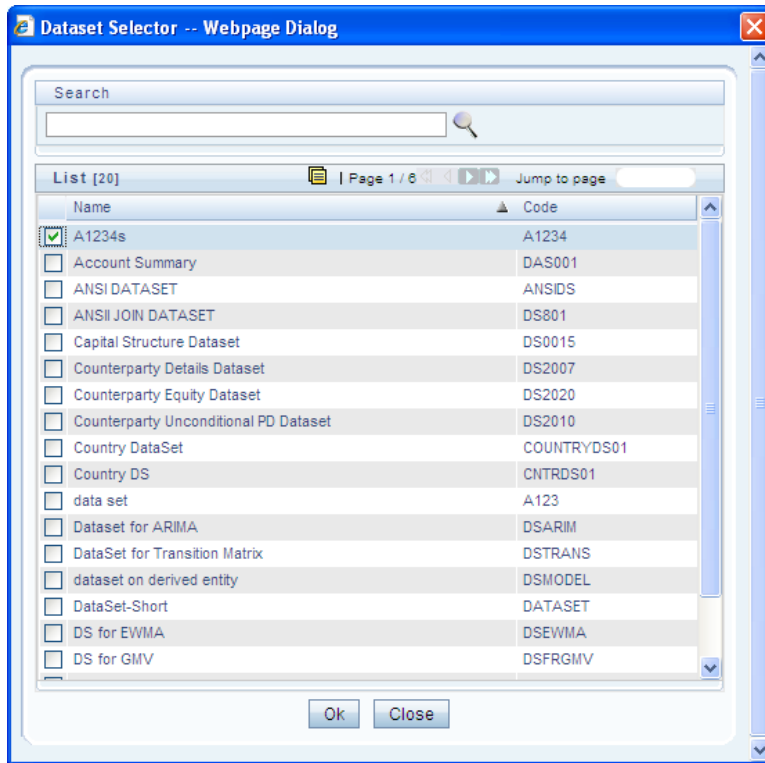 Dataset Selector -- Webpage Dialog
Search
List [20] | Page 1 / 6 Jump to page
Name Code
A1234s A1234
Account Summary DAS001
ANSI DATASET ANSIDS
ANSII JOIN DATASET DS801
Capital Structure Dataset DS0015
Counterparty Details Dataset DS2007
Counterparty Equity Dataset DS2020
Counterparty Unconditional PD Dataset DS2010
Country DataSet COUNTRYDS01
Country DS CNTRDS01
data set A123
Dataset for ARIMA DSARIM
DataSet for Transition Matrix DSTRANS
dataset on derived entity DSMODEL
DataSet-Short DATASET
DS for EWMA DSEWMA
DS for GMV DSFRGMV
Ok Close